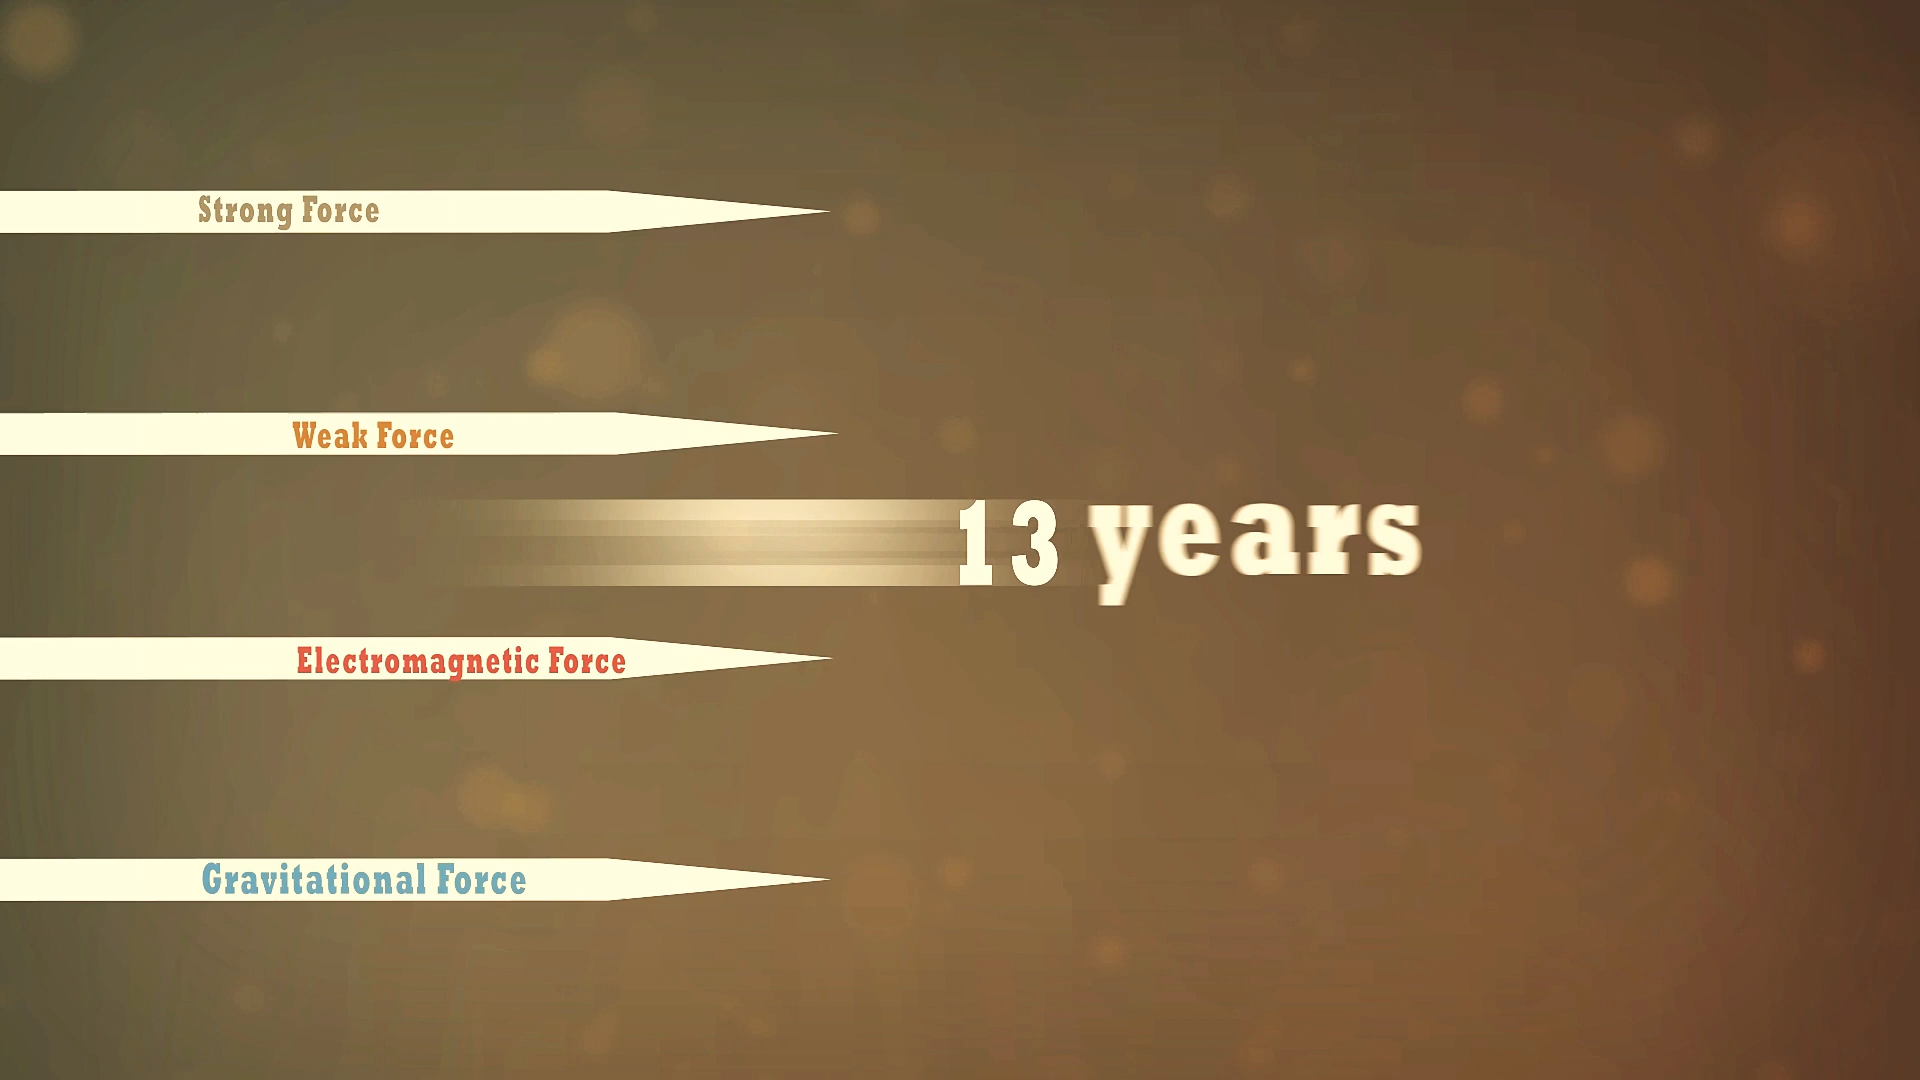 Strong Force
Weak Force
13 years
Electromagnetic Force
Gravitational Force